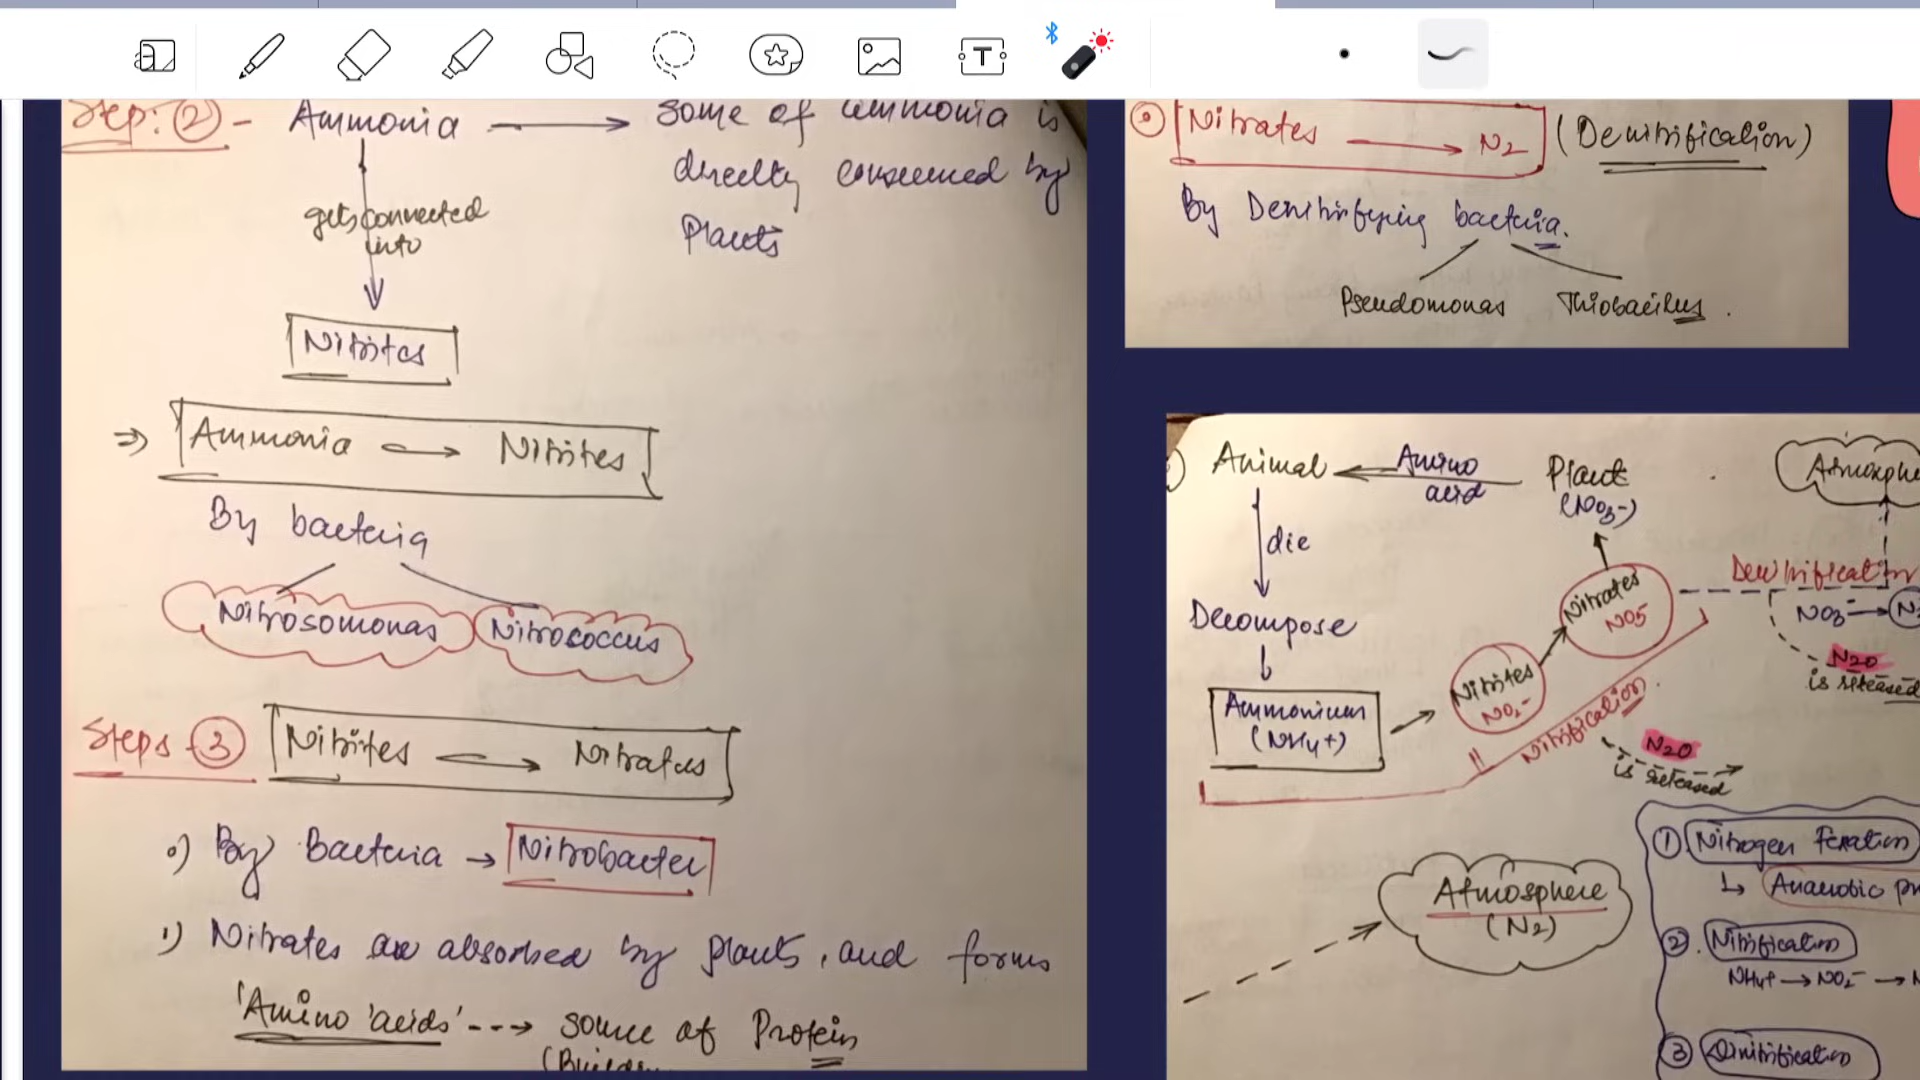 Step: ② - Ammonia → Some of ammonia is
directly consumed by
Plants
gets converted
into
Nitrites
⇒ Ammonia → Nitrites
By bacteria
Nitrosomonas Nitrococcus
Steps - ③ Nitrites → Nitrates
By Bacteria → Nitrobacter
Nitrates are absorbed by plants, and forms
'Amino acids' ---→ source of Protein
Nitrates → N2 (Denitrification)
By Denitrifying bacteria.
Pseudomonas Thiobacillus.
Animal ← Amino acid Plant
(NO3-)
die
Decompose
Ammonium
(NH4+)
Nitrites
NO2-
Nitrates
NO3-
Nitrification
N2O
is released
Denitrification
NO3- →
N2O
is released
Atmosphere
(N2)
① Nitrogen Fixation
↳ Anaerobic
② Nitrification
NH4+ → NO2- →
③ Dinitrification
T